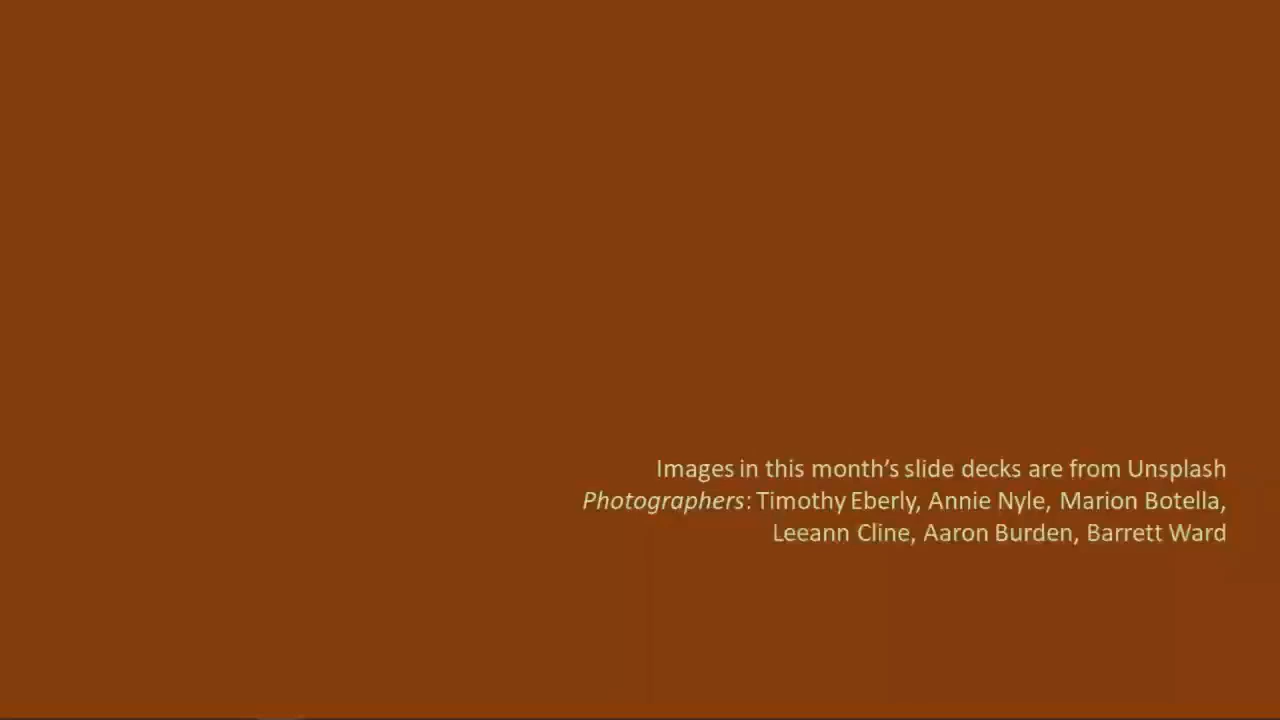 Images in this month's slide decks are from Unsplash
Photographers: Timothy Eberly, Annie Nyle, Marion Botella,
Leeann Cline, Aaron Burden, Barrett Ward